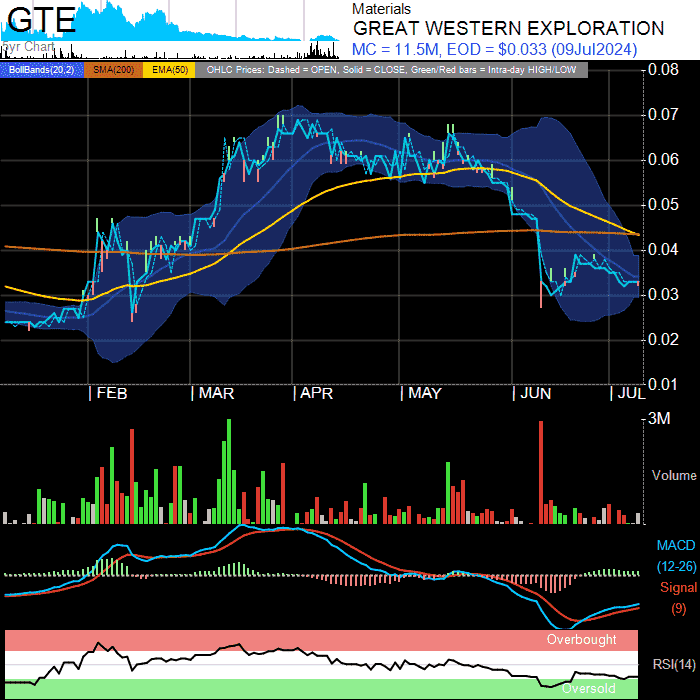 GTE
5yr Chart
Materials
GREAT WESTERN EXPLORATION
MC = 11.5M, EOD = $0.033 (09Jul2024)
BollBands(20,2) SMA(200) EMA(50) OHLC Prices: Dashed = OPEN, Solid = CLOSE, Green/Red bars = Intra-day HIGH/LOW
0.08
0.07
0.06
0.05
0.04
0.03
0.02
0.01
FEB MAR APR MAY JUN JUL
3M
Volume
MACD
(12-26)
Signal
(9)
Overbought
RSI(14)
Oversold